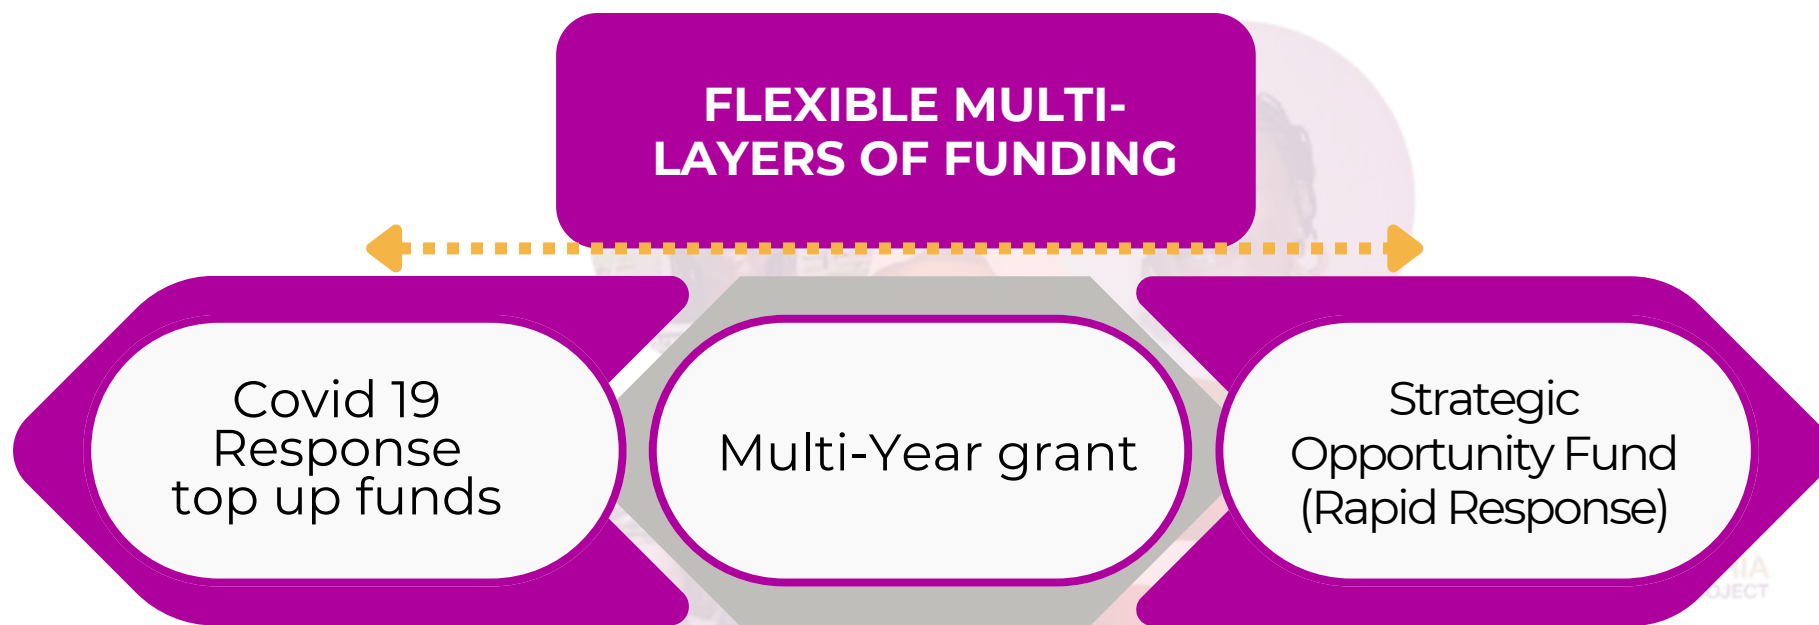 FLEXIBLE MULTI-
LAYERS OF FUNDING
Covid 19
Response
top up funds
Multi-Year grant
Strategic
Opportunity Fund
(Rapid Response)